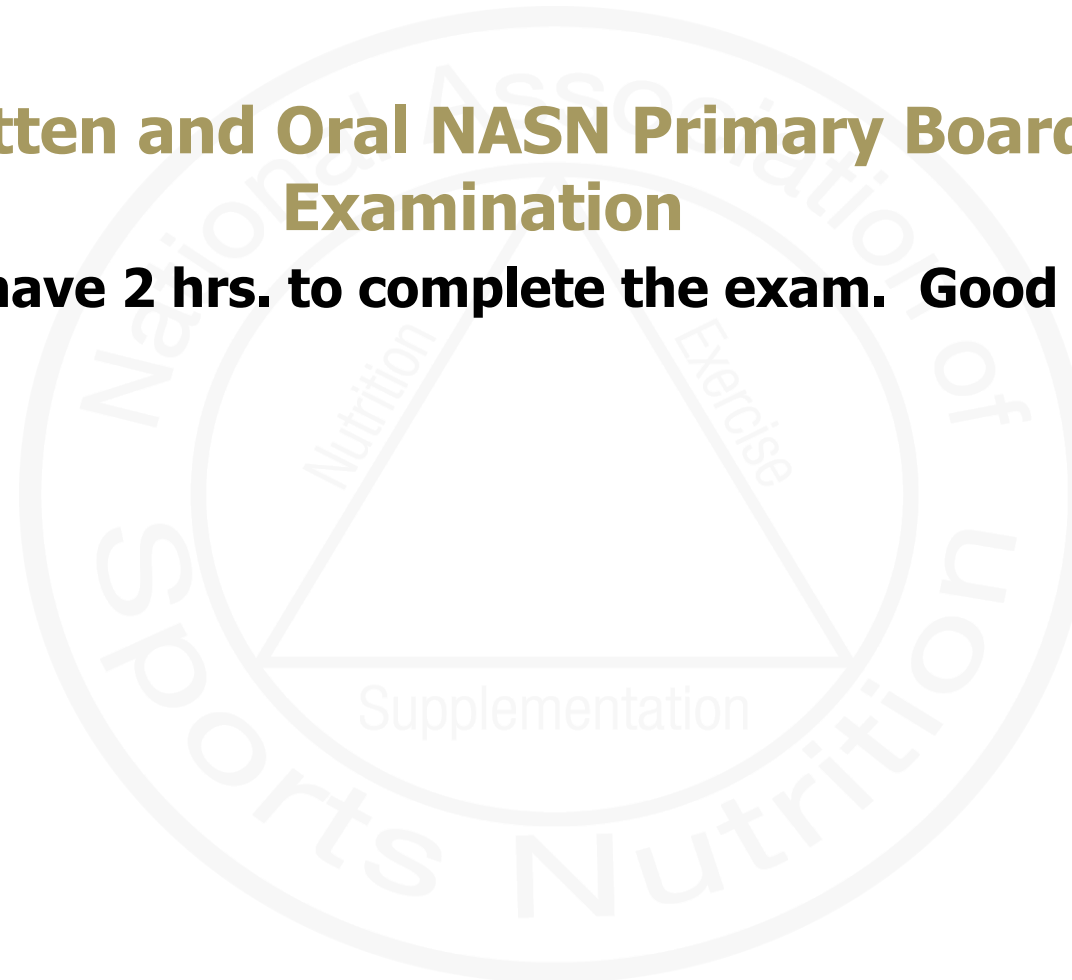 tten and Oral NASN Primary Board
Examination
have 2 hrs. to complete the exam.  Good
National Association of
Nutrition
Exercise
Supplementation
Sports Nutrition